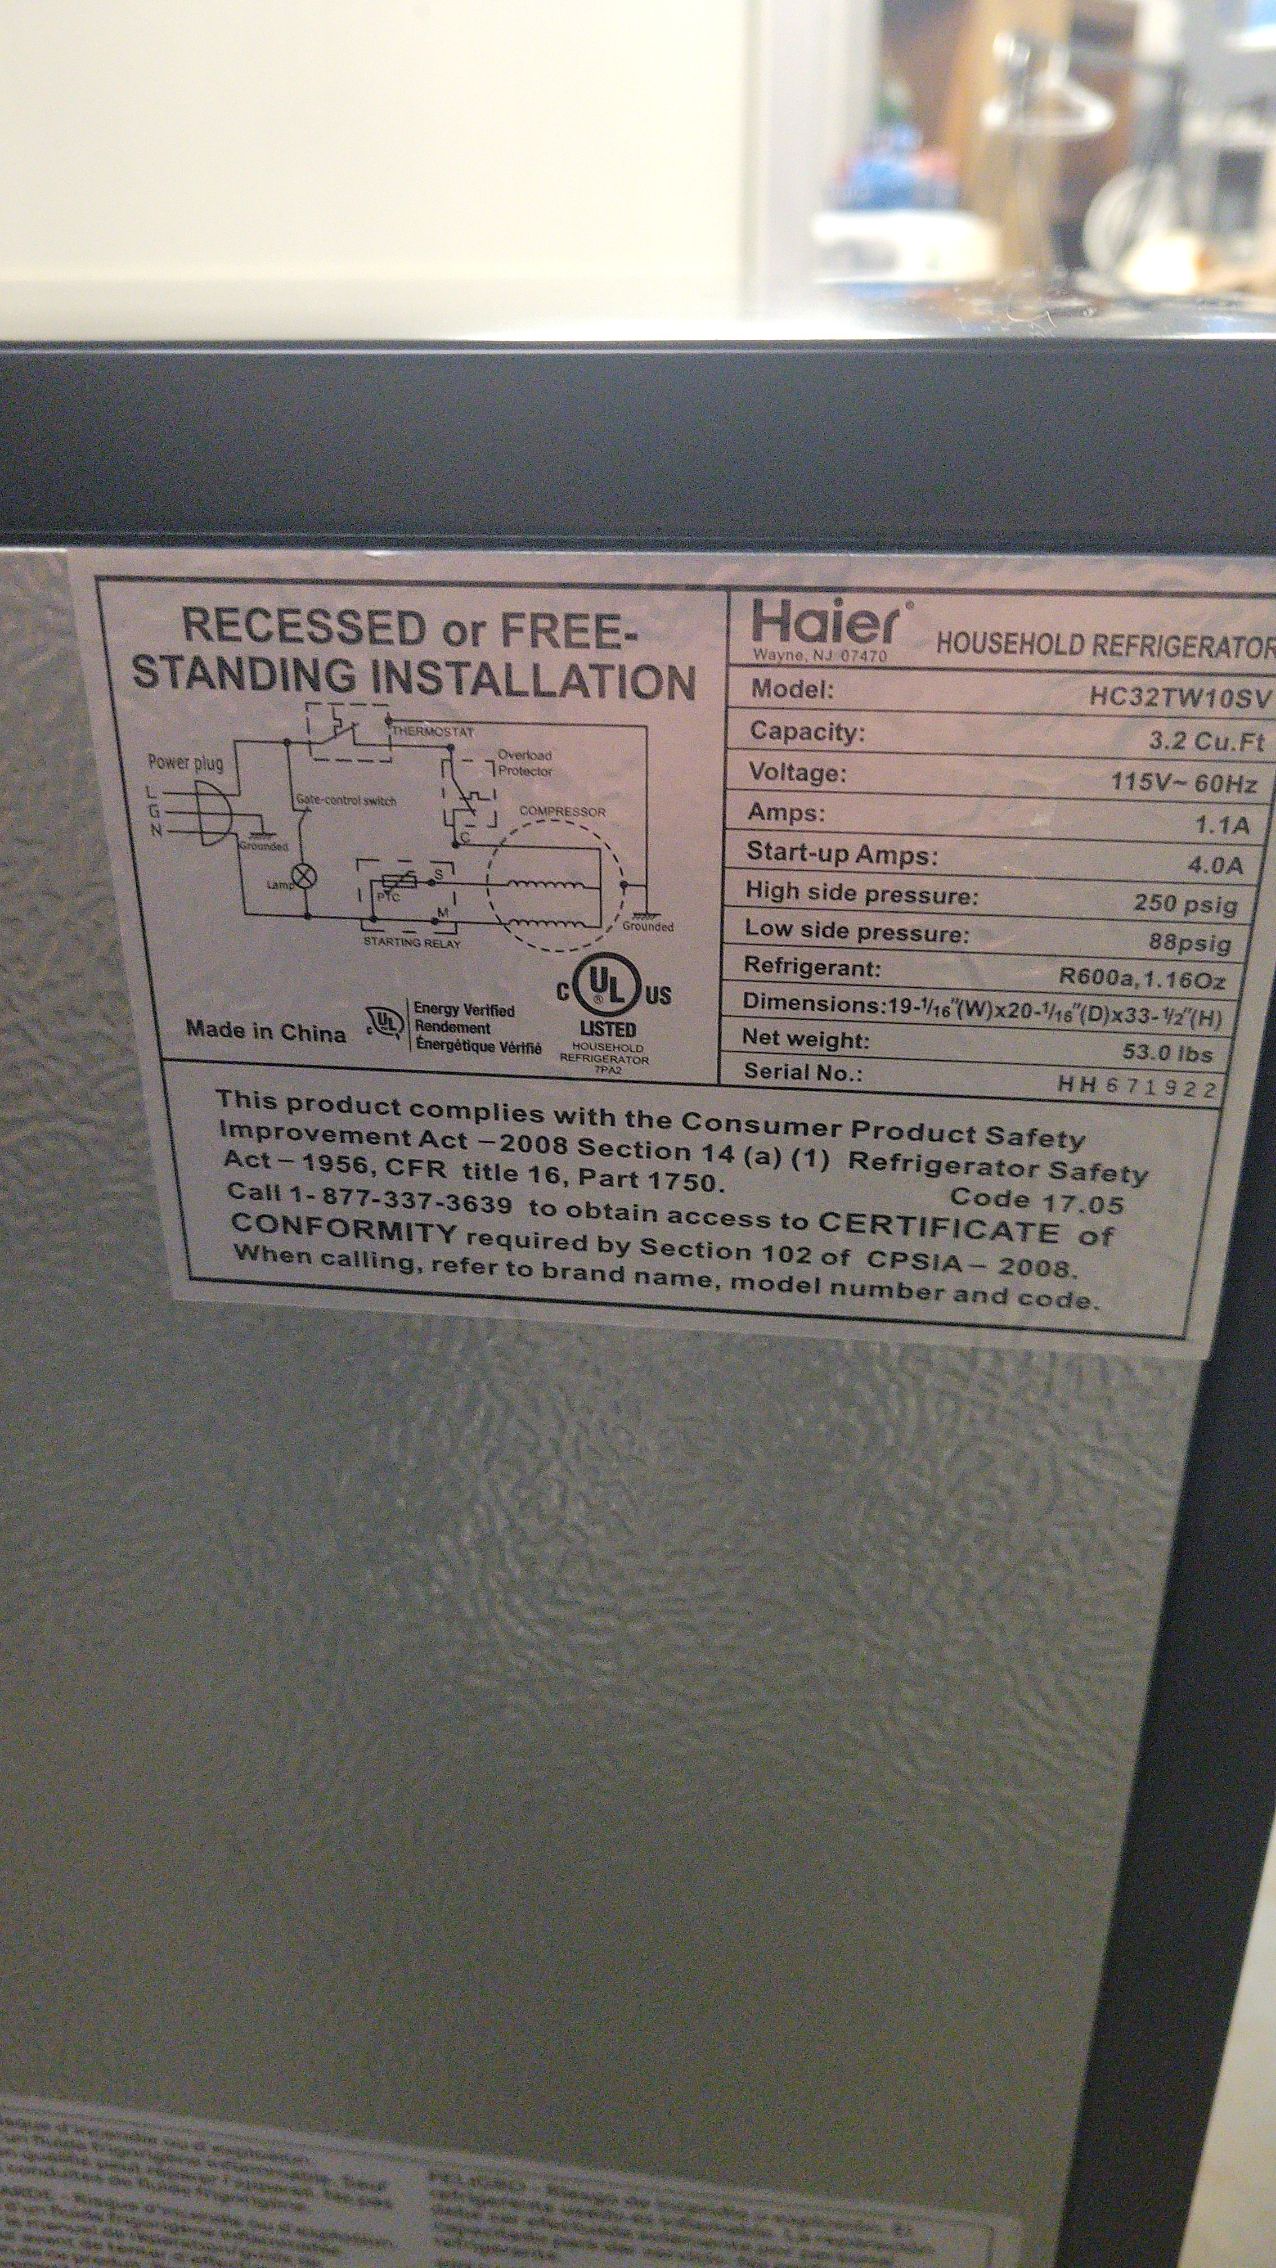 RECESSED or FREE-
STANDING INSTALLATION
THERMOSTAT
Power plug
Overload
Protector
L
G
N
Gate-control switch
COMPRESSOR
Grounded
C
Lamp
PTC
S
M
Grounded
STARTING RELAY
Made in China
c UL
Energy Verified
Rendement
Énergétique Vérifié
C UL ® US
LISTED
HOUSEHOLD
REFRIGERATOR
7PA2
Haier®
Wayne, NJ 07470
HOUSEHOLD REFRIGERATOR
Model: HC32TW10SV
Capacity: 3.2 Cu.Ft
Voltage: 115V~ 60Hz
Amps: 1.1A
Start-up Amps: 4.0A
High side pressure: 250 psig
Low side pressure: 88psig
Refrigerant: R600a,1.16Oz
Dimensions:19-1/16"(W)x20-1/16"(D)x33-1/2"(H)
Net weight: 53.0 lbs
Serial No.: HH671922
This product complies with the Consumer Product Safety
Improvement Act –2008 Section 14 (a) (1) Refrigerator Safety
Act – 1956, CFR title 16, Part 1750. Code 17.05
Call 1-877-337-3639 to obtain access to CERTIFICATE of
CONFORMITY required by Section 102 of CPSIA – 2008.
When calling, refer to brand name, model number and code.